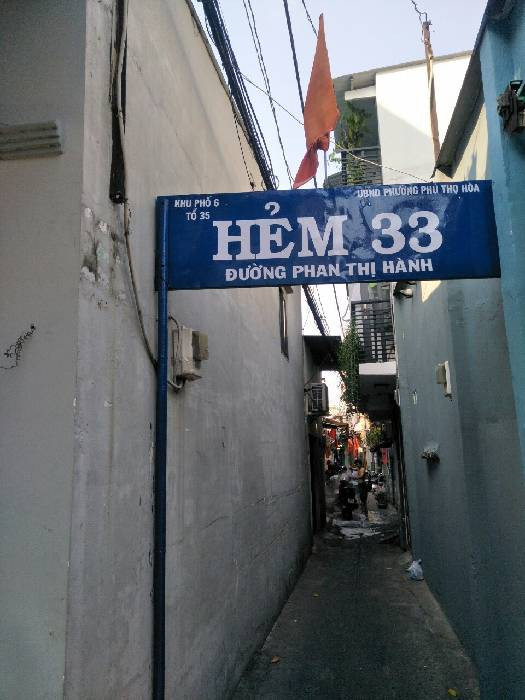 KHU PHỐ 6
TỔ 35
UBND PHƯỜNG PHÚ THỌ HÒA
HẺM 33
ĐƯỜNG PHAN THỊ HÀNH